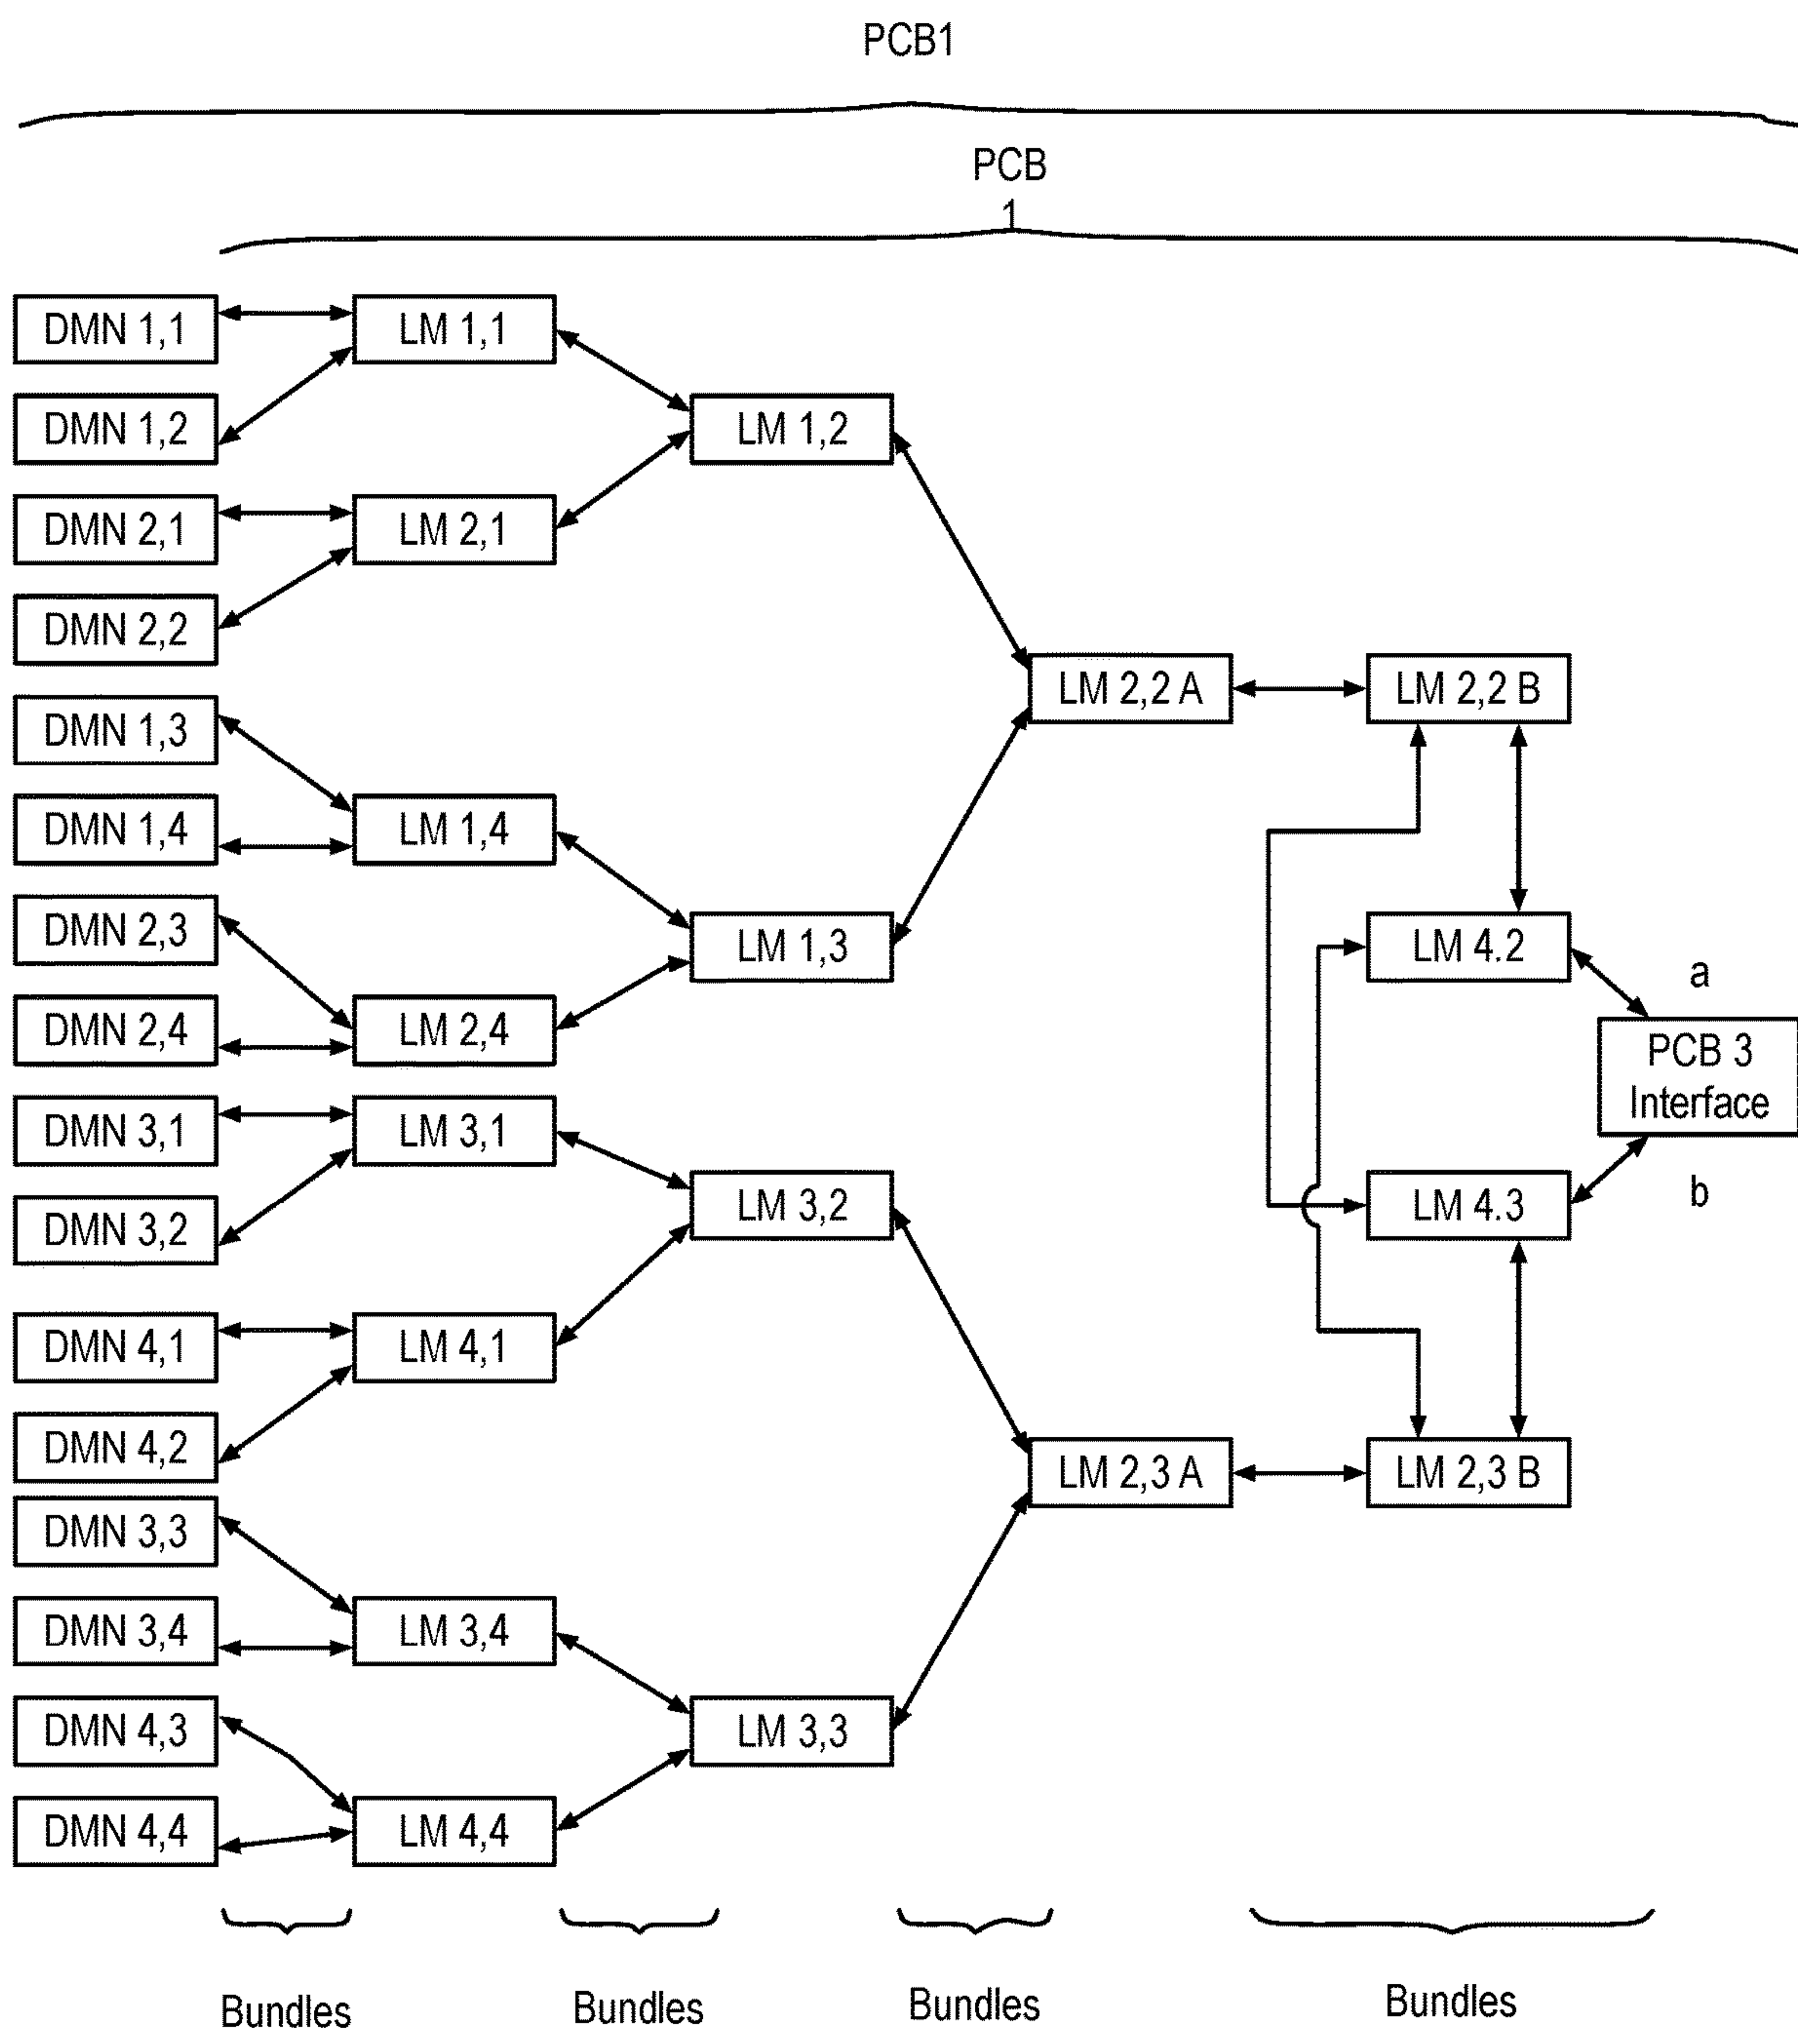 PCB1
PCB
1
DMN 1,1
LM 1,1
DMN 1,2
LM 1,2
DMN 2,1
LM 2,1
DMN 2,2
LM 2,2 A
LM 2,2 B
DMN 1,3
DMN 1,4
LM 1,4
DMN 2,3
LM 1,3
LM 4.2
a
DMN 2,4
LM 2,4
PCB 3
Interface
DMN 3,1
LM 3,1
DMN 3,2
LM 3,2
LM 4.3
b
DMN 4,1
LM 4,1
DMN 4,2
LM 2,3 A
LM 2,3 B
DMN 3,3
DMN 3,4
LM 3,4
DMN 4,3
LM 3,3
DMN 4,4
LM 4,4
Bundles
Bundles
Bundles
Bundles